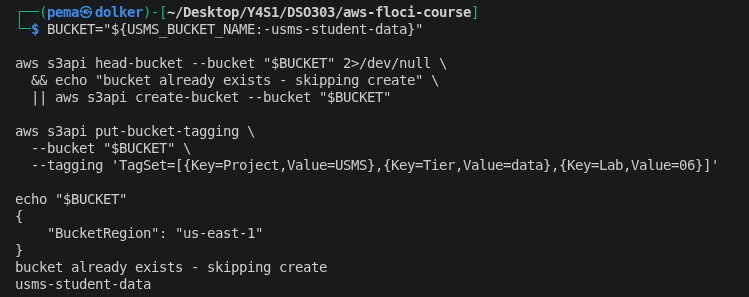 ┌──(pema㉿dolker)-[~/Desktop/Y4S1/DSO303/aws-floci-course]
└─$ BUCKET="${USMS_BUCKET_NAME:-usms-student-data}"

aws s3api head-bucket --bucket "$BUCKET" 2>/dev/null \
  && echo "bucket already exists - skipping create" \
  || aws s3api create-bucket --bucket "$BUCKET"

aws s3api put-bucket-tagging \
  --bucket "$BUCKET" \
  --tagging 'TagSet=[{Key=Project,Value=USMS},{Key=Tier,Value=data},{Key=Lab,Value=06}]'

echo "$BUCKET"
{
    "BucketRegion": "us-east-1"
}
bucket already exists - skipping create
usms-student-data